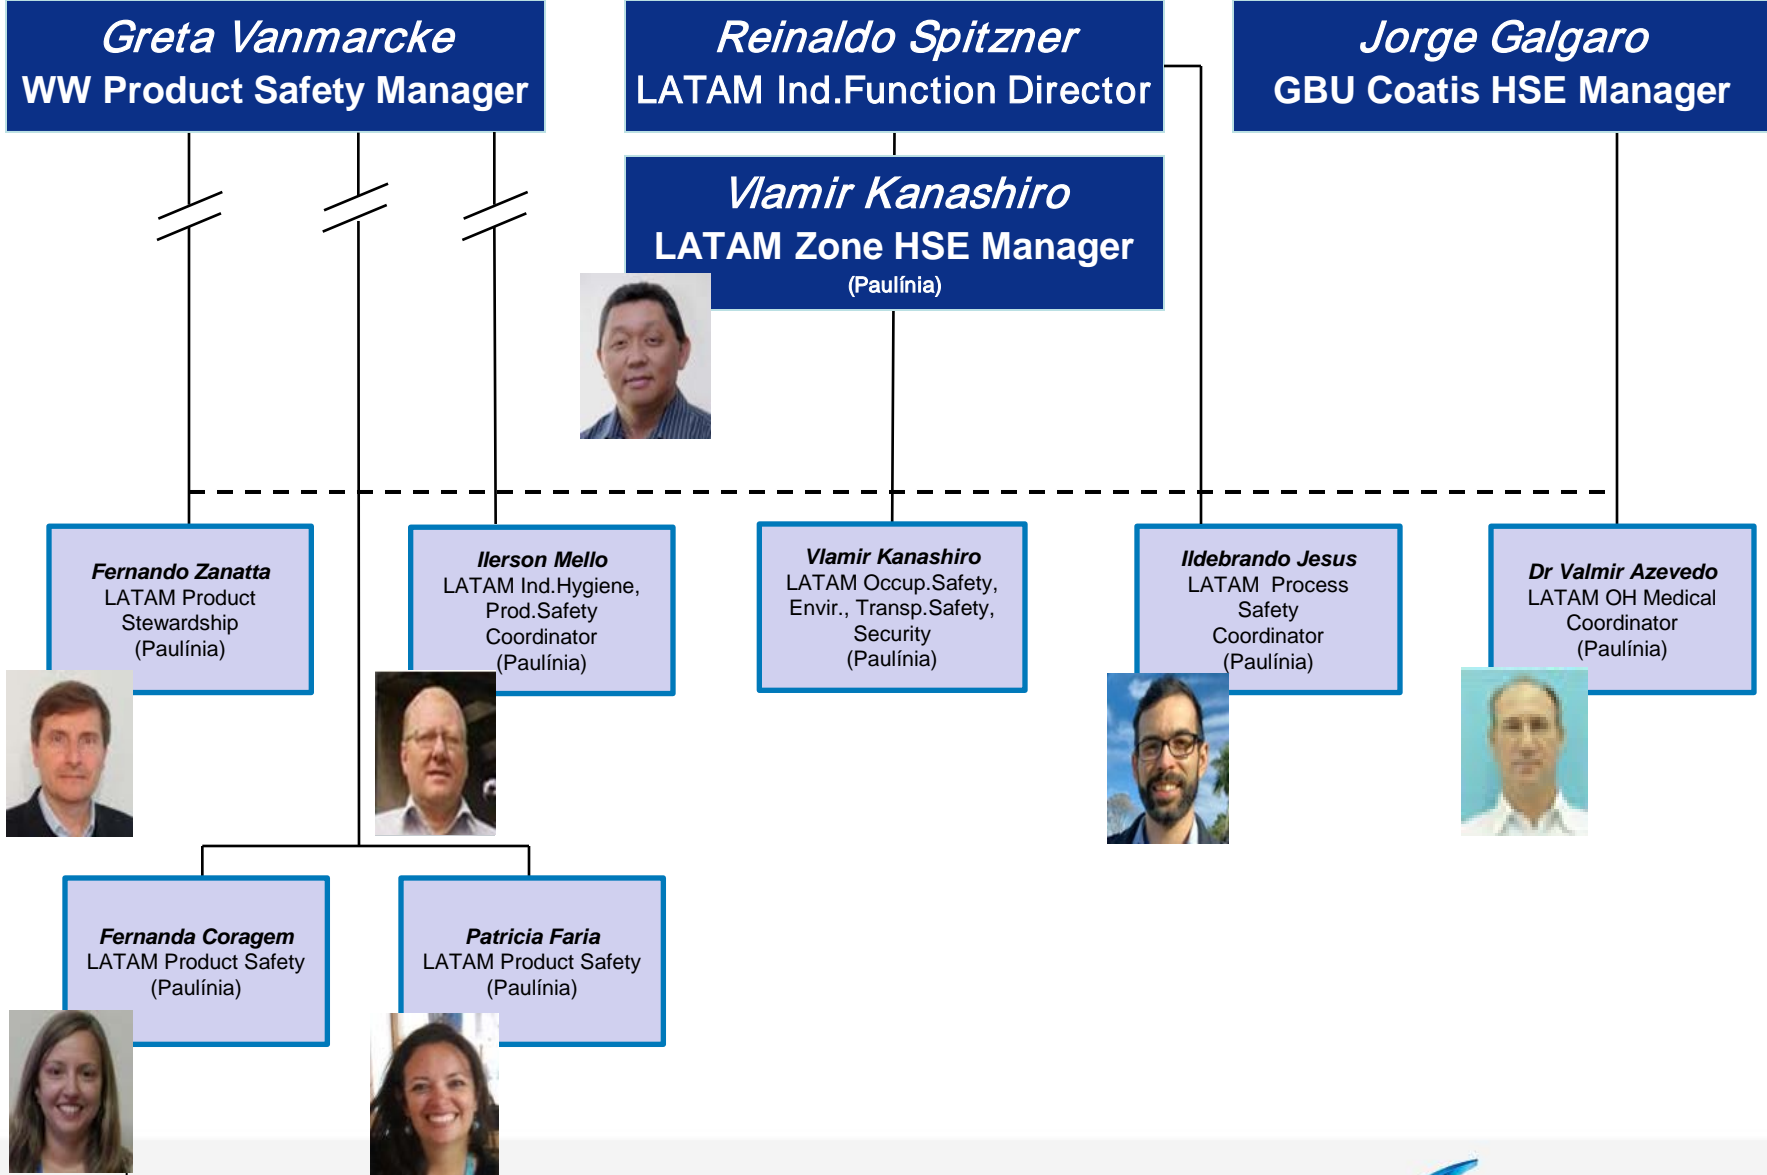 Greta Vanmarcke
WW Product Safety Manager
Reinaldo Spitzner
LATAM Ind.Function Director
Jorge Galgaro
GBU Coatis HSE Manager
Vlamir Kanashiro
LATAM Zone HSE Manager
(Paulínia)
Fernando Zanatta
LATAM Product
Stewardship
(Paulínia)
Ilerson Mello
LATAM Ind.Hygiene,
Prod.Safety
Coordinator
(Paulínia)
Vlamir Kanashiro
LATAM Occup.Safety,
Envir., Transp.Safety,
Security
(Paulínia)
Ildebrando Jesus
LATAM  Process
Safety
Coordinator
(Paulínia)
Dr Valmir Azevedo
LATAM OH Medical
Coordinator
(Paulínia)
Fernanda Coragem
LATAM Product Safety
(Paulínia)
Patricia Faria
LATAM Product Safety
(Paulínia)